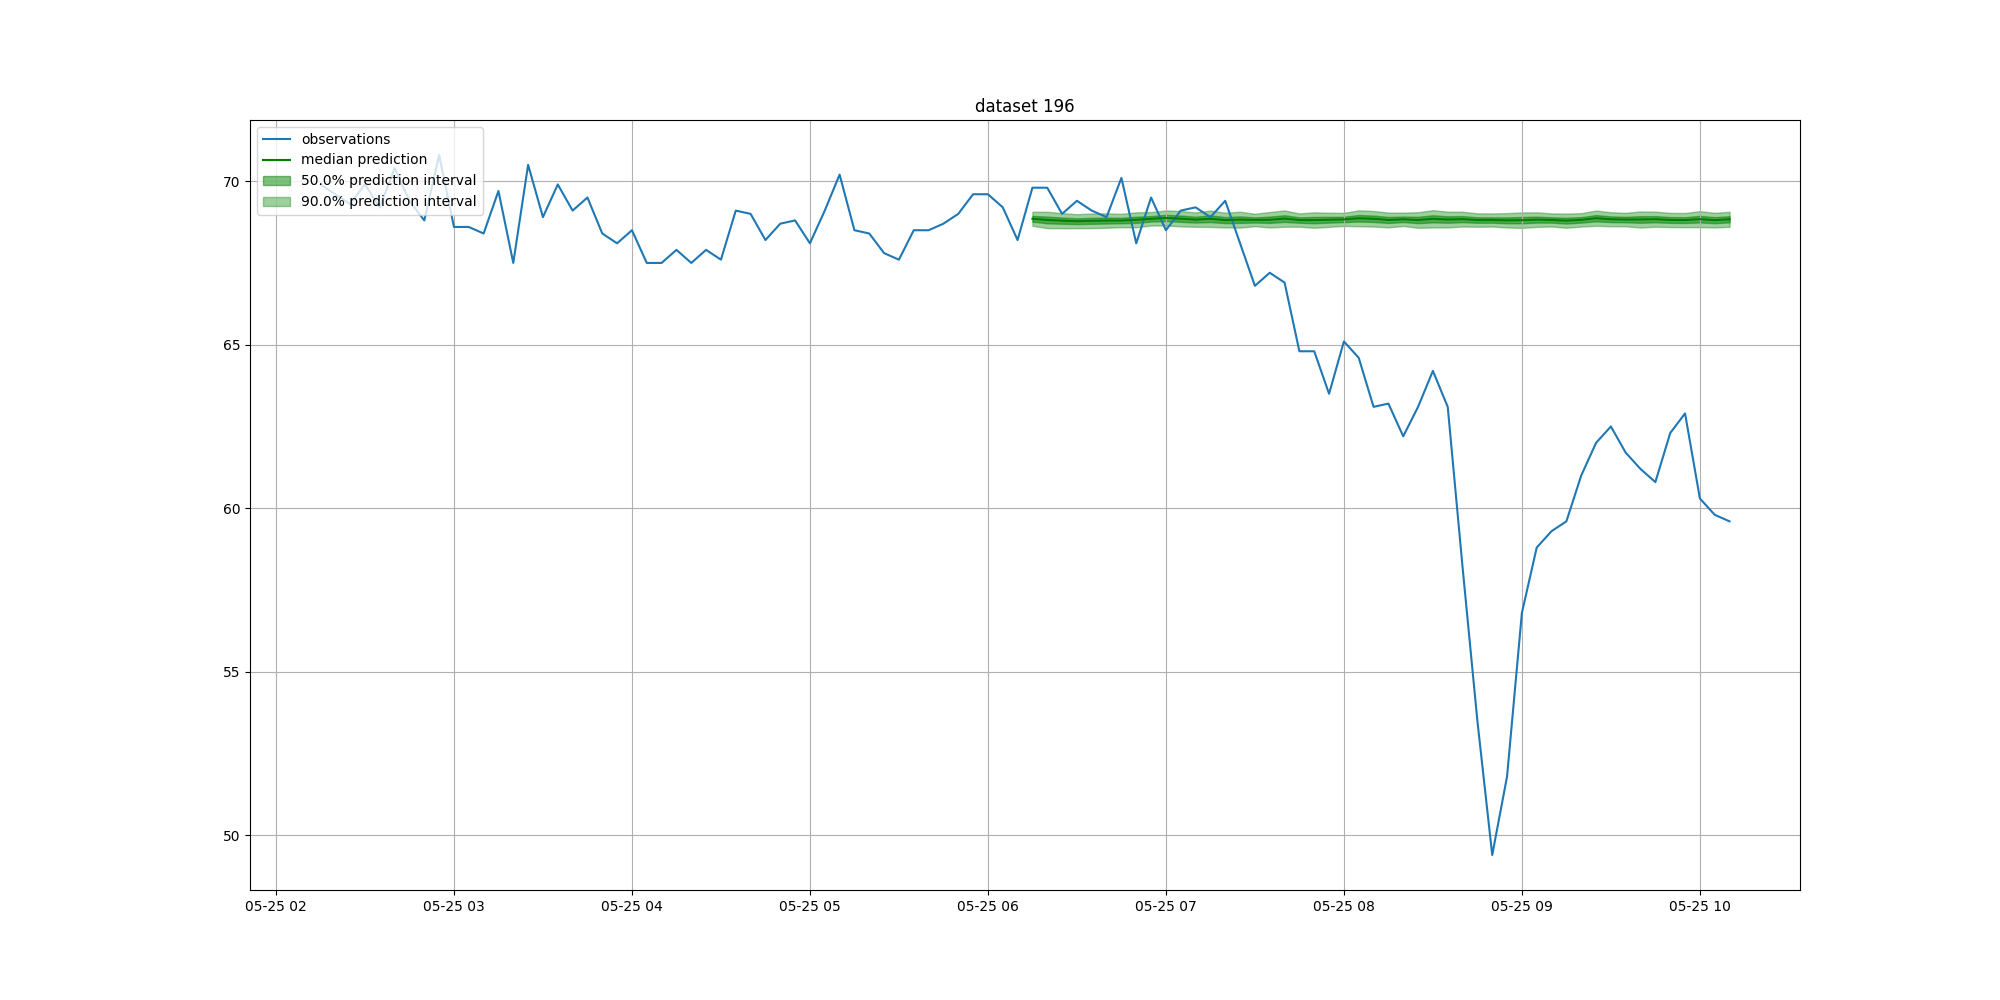 dataset 196
observations
median prediction
50.0% prediction interval
90.0% prediction interval
70
65
60
55
50
05-25 02
05-25 03
05-25 04
05-25 05
05-25 06
05-25 07
05-25 08
05-25 09
05-25 10